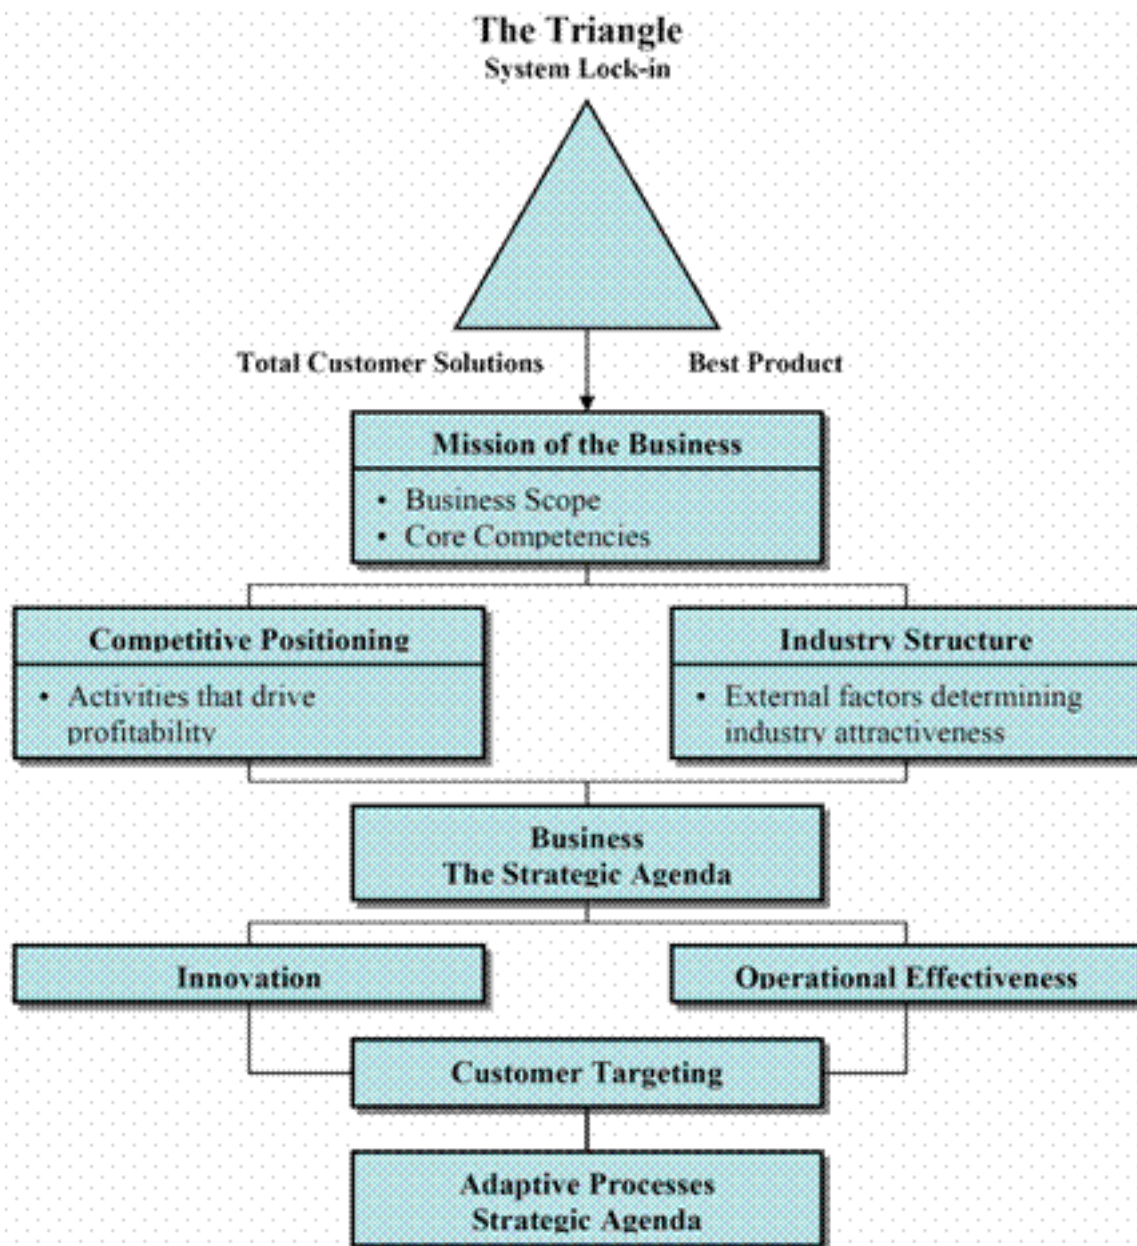 The Triangle
System Lock-in
Total Customer Solutions
Best Product
Mission of the Business
• Business Scope
• Core Competencies
Competitive Positioning
• Activities that drive
profitability
Industry Structure
• External factors determining
industry attractiveness
Business
The Strategic Agenda
Innovation
Operational Effectiveness
Customer Targeting
Adaptive Processes
Strategic Agenda